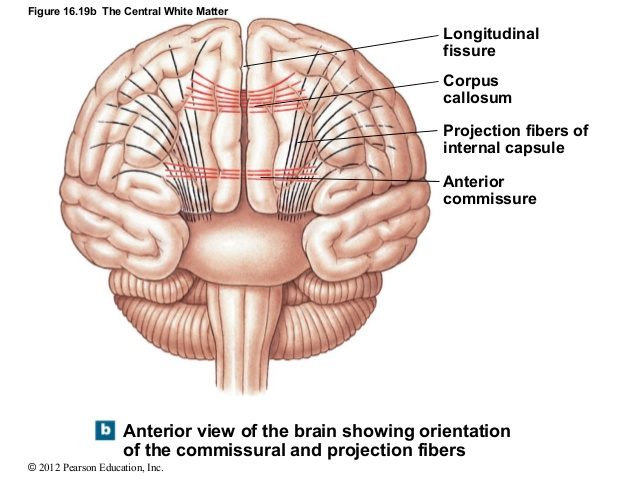 Figure 16.19b The Central White Matter
Longitudinal
fissure
Corpus
callosum
Projection fibers of
internal capsule
Anterior
commissure
b Anterior view of the brain showing orientation
of the commissural and projection fibers
© 2012 Pearson Education, Inc.